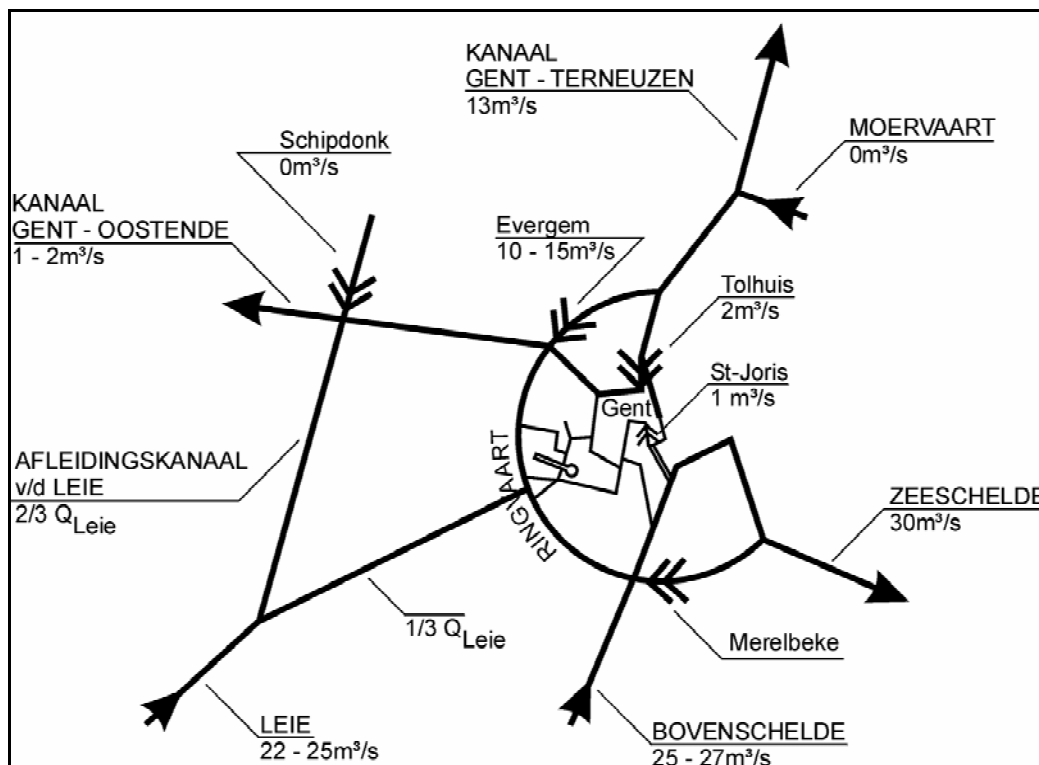 KANAAL
GENT - TERNEUZEN
13m³/s
MOERVAART
0m³/s
Schipdonk
0m³/s
KANAAL
GENT - OOSTENDE
1 - 2m³/s
Evergem
10 - 15m³/s
Tolhuis
2m³/s
St-Joris
1 m³/s
Gent
AFLEIDINGSKANAAL
v/d LEIE
2/3 QLeie
RINGVAART
ZEESCHELDE
30m³/s
1/3 QLeie
Merelbeke
LEIE
22 - 25m³/s
BOVENSCHELDE
25 - 27m³/s